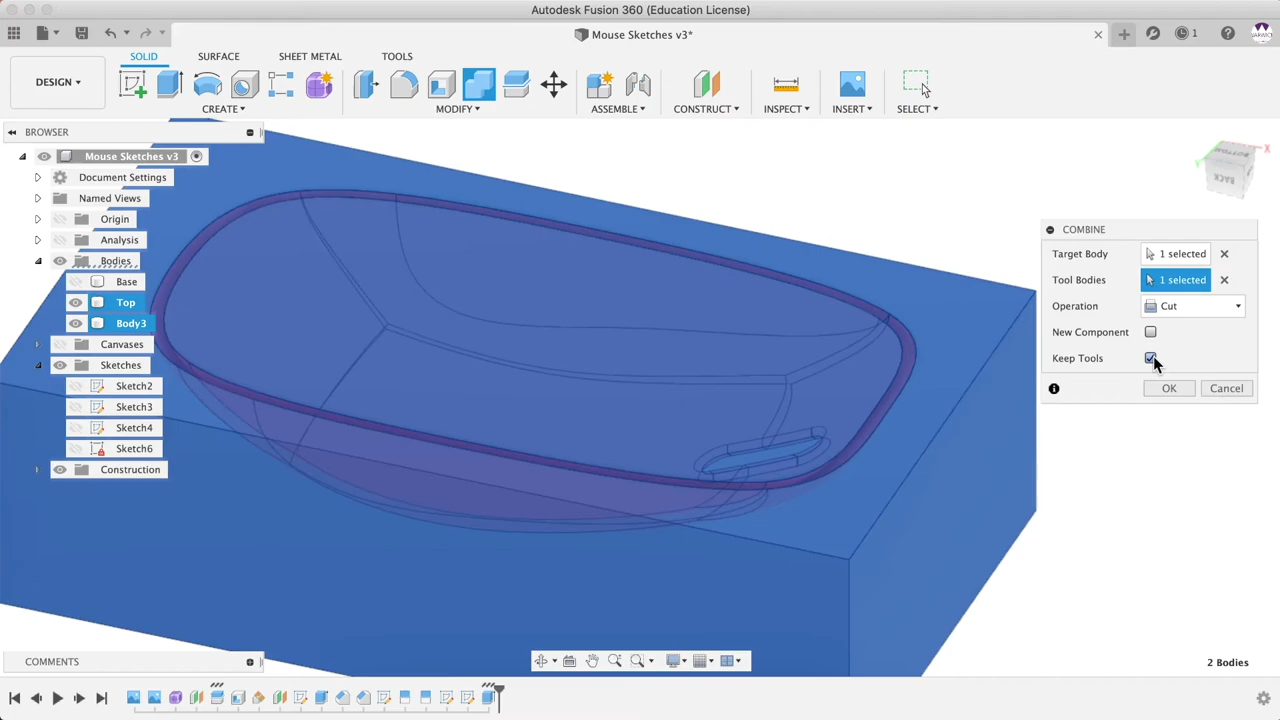 Autodesk Fusion 360 (Education License)
Mouse Sketches v3*
1
DESIGN
SOLID
SURFACE
SHEET METAL
TOOLS
CREATE
MODIFY
ASSEMBLE
CONSTRUCT
INSPECT
INSERT
SELECT
BROWSER
Mouse Sketches v3
Document Settings
Named Views
Origin
Analysis
Bodies
Base
Top
Body3
Canvases
Sketches
Sketch2
Sketch3
Sketch4
Sketch6
Construction
BOTTOM
BACK
X
COMBINE
Target Body
1 selected
Tool Bodies
1 selected
Operation
Cut
New Component
Keep Tools
OK
Cancel
COMMENTS
2 Bodies